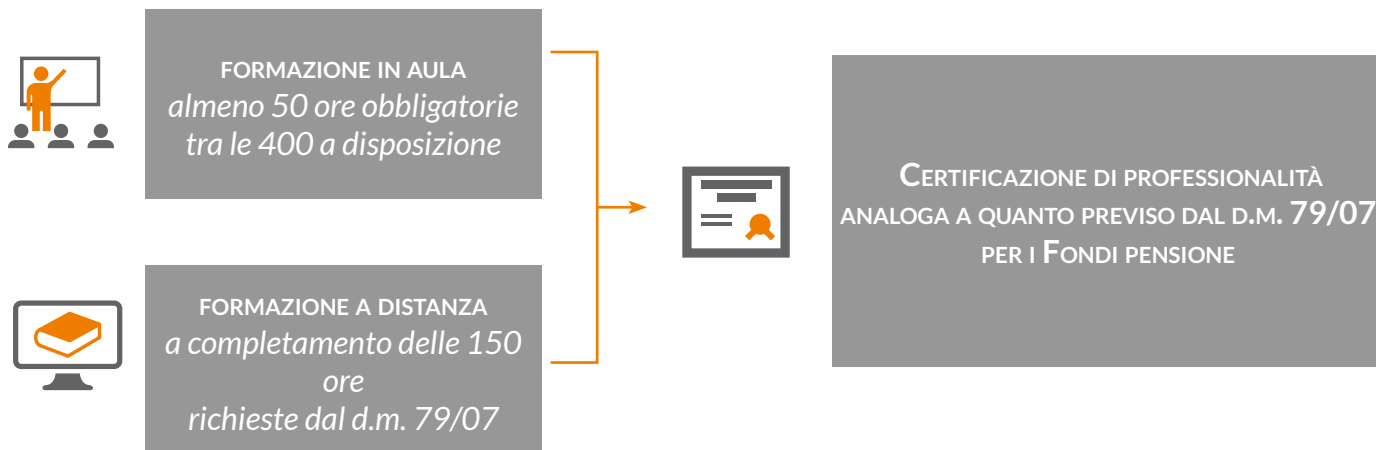 FORMAZIONE IN AULA
almeno 50 ore obbligatorie
tra le 400 a disposizione
FORMAZIONE A DISTANZA
a completamento delle 150
ore
richieste dal d.m. 79/07
CERTIFICAZIONE DI PROFESSIONALITÀ
ANALOGA A QUANTO PREVISO DAL D.M. 79/07
PER I FONDI PENSIONE